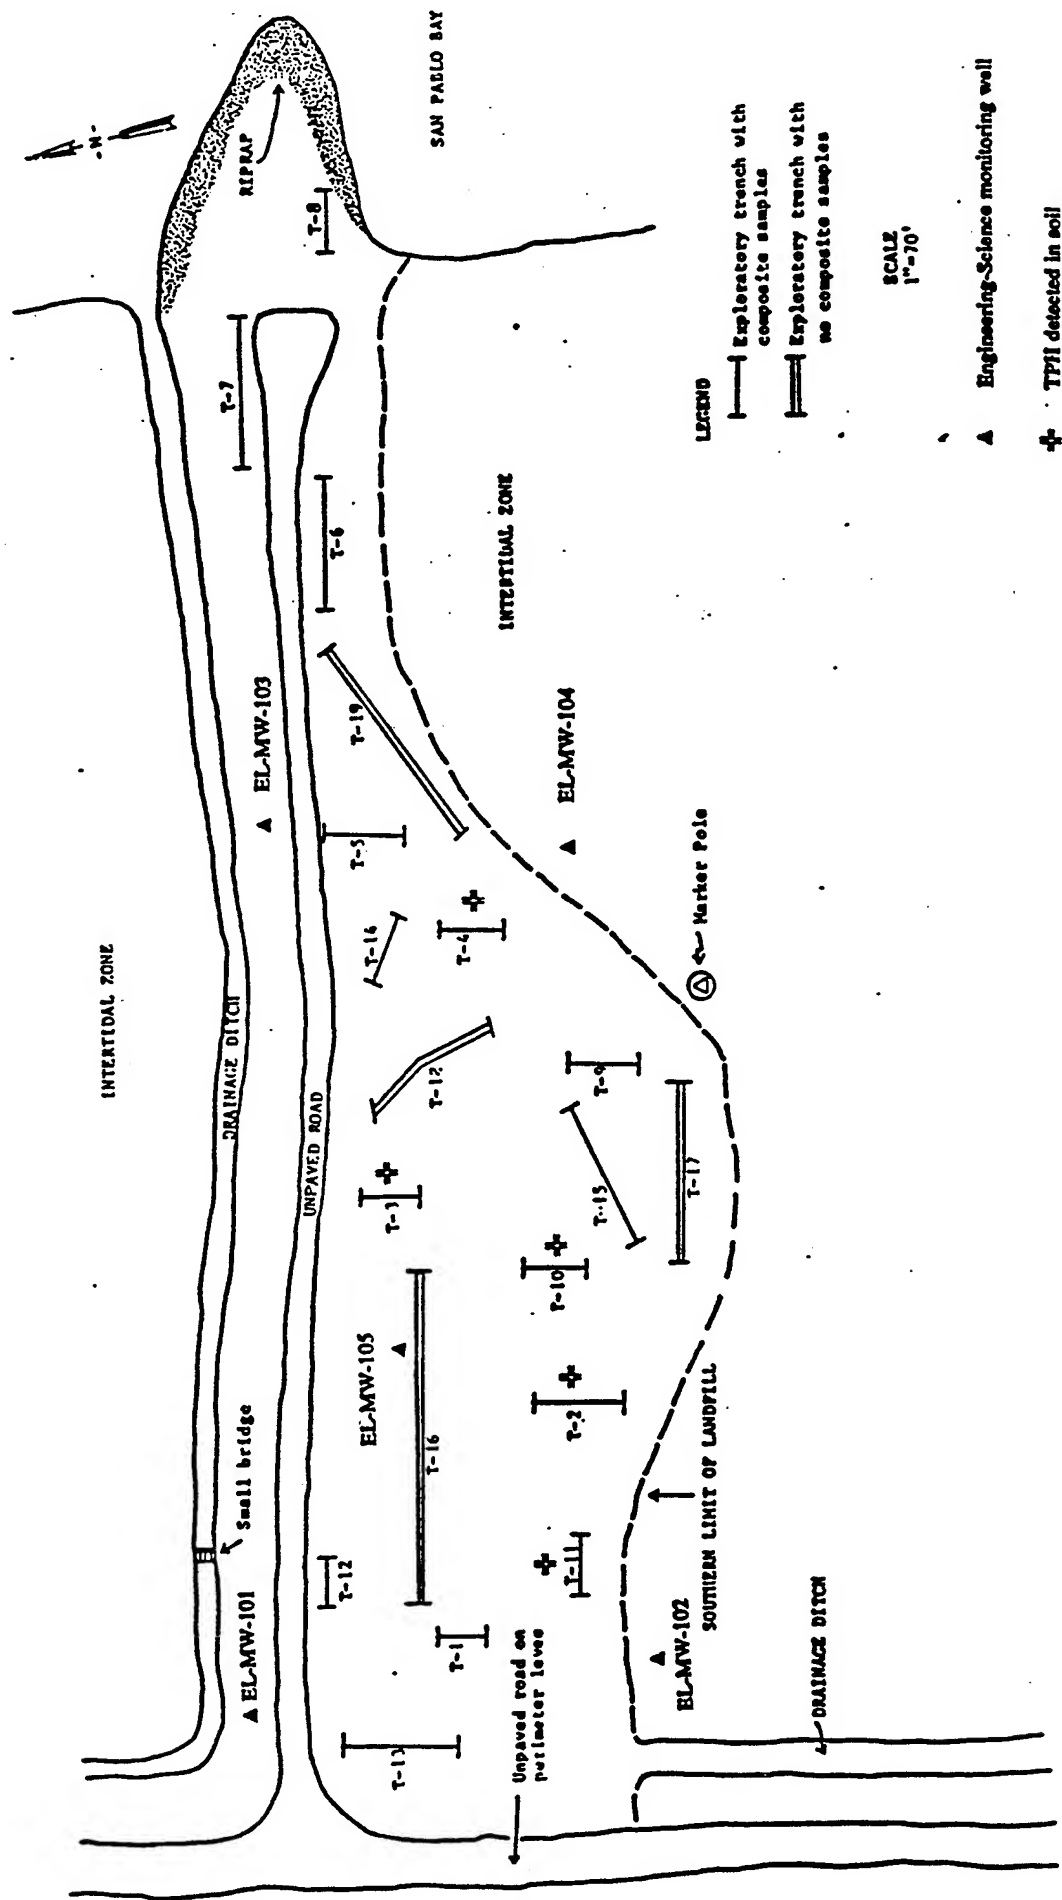 -N-
RIPRAP
SAN PABLO BAY
T-8
T-7
T-6
INTERTIDAL ZONE
EL-MW-103
T-19
T-5
EL-MW-104
INTERTIDAL ZONE
DRAINAGE DITCH
UNPAVED ROAD
T-14
T-4
Marker Pole
T-12
T-9
T-3
T-15
T-17
T-10
EL-MW-105
T-16
T-2
Small bridge
SOUTHERN LIMIT OF LANDFILL
T-12
T-11
EL-MW-101
T-1
EL-MW-102
T-13
Unpaved road on
perimeter levee
DRAINAGE DITCH
LEGEND
Exploratory trench with
composite samples
Exploratory trench with
no composite samples
SCALE
1"=70'
Engineering-Science monitoring well
TPH detected in soil